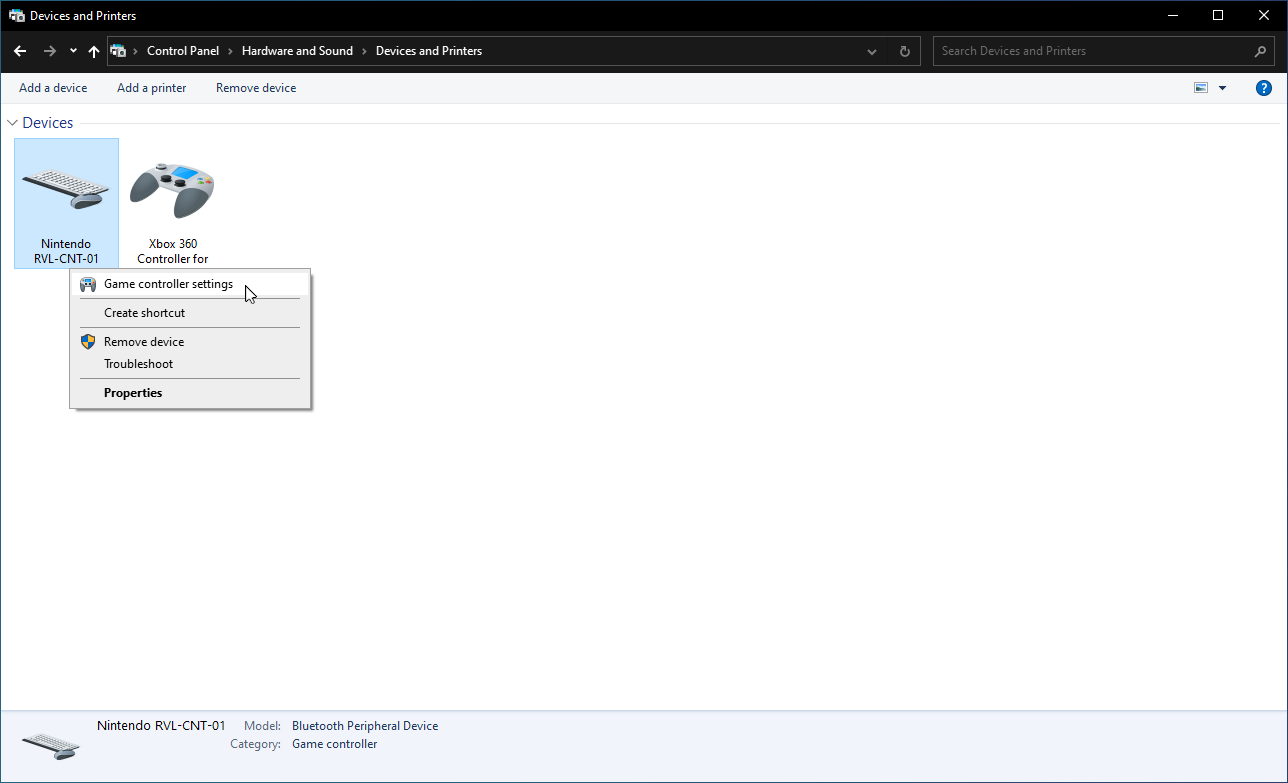 Devices and Printers
Control Panel > Hardware and Sound > Devices and Printers
Search Devices and Printers
Add a device Add a printer Remove device
Devices
Nintendo
RVL-CNT-01
Xbox 360
Controller for
Game controller settings
Create shortcut
Remove device
Troubleshoot
Properties
Nintendo RVL-CNT-01 Model: Bluetooth Peripheral Device
Category: Game controller